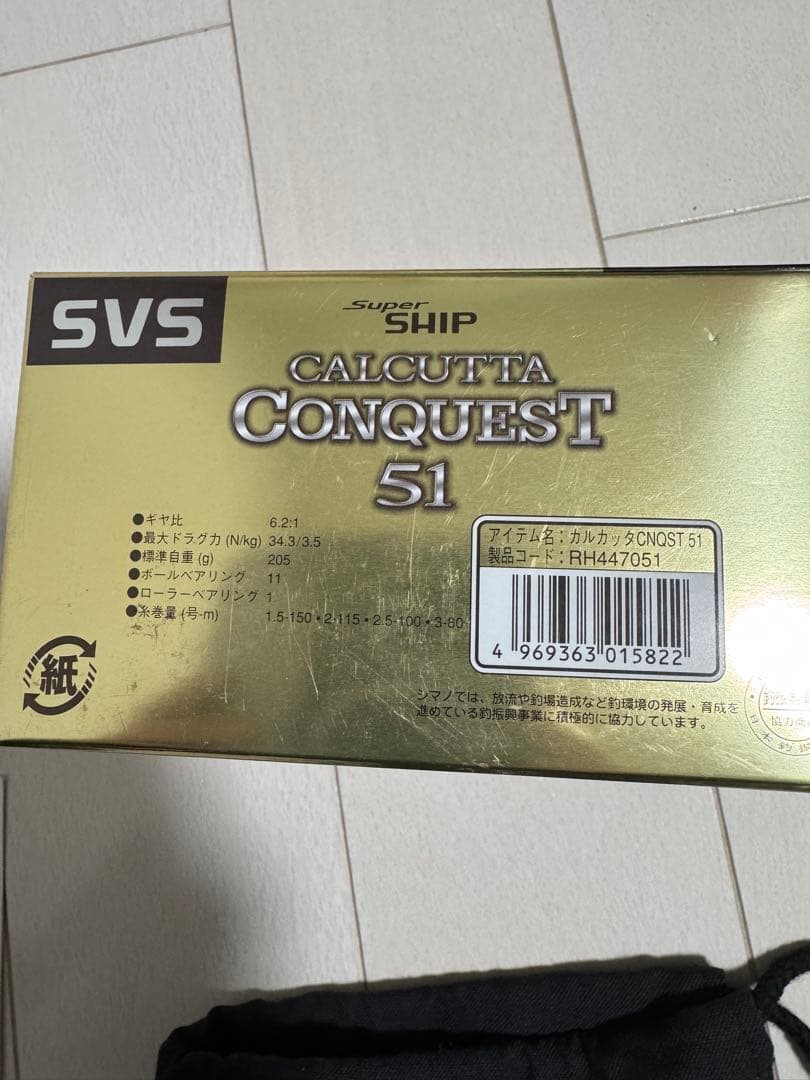 SVS
Super
SHIP
CALCUTTA
CONQUEST
51
●ギヤ比 6.2:1
●最大ドラグ力 (N/kg) 34.3/3.5
●標準自重 (g) 205
●ボールベアリング 11
●ローラーベアリング 1
●糸巻量 (号-m) 1.5-150・2-115・2.5-100・3-80
アイテム名：カルカッタCNQST 51
製品コード：RH447051
4 969363 015822
紙
シマノでは、放流や釣場造成など釣環境の発展・育成を
進めている釣振興事業に積極的に協力しています。